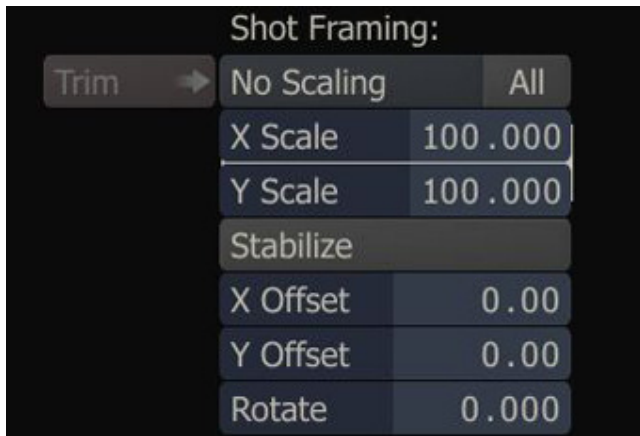 Shot Framing:
Trim No Scaling All
X Scale 100.000
Y Scale 100.000
Stabilize
X Offset 0.00
Y Offset 0.00
Rotate 0.000